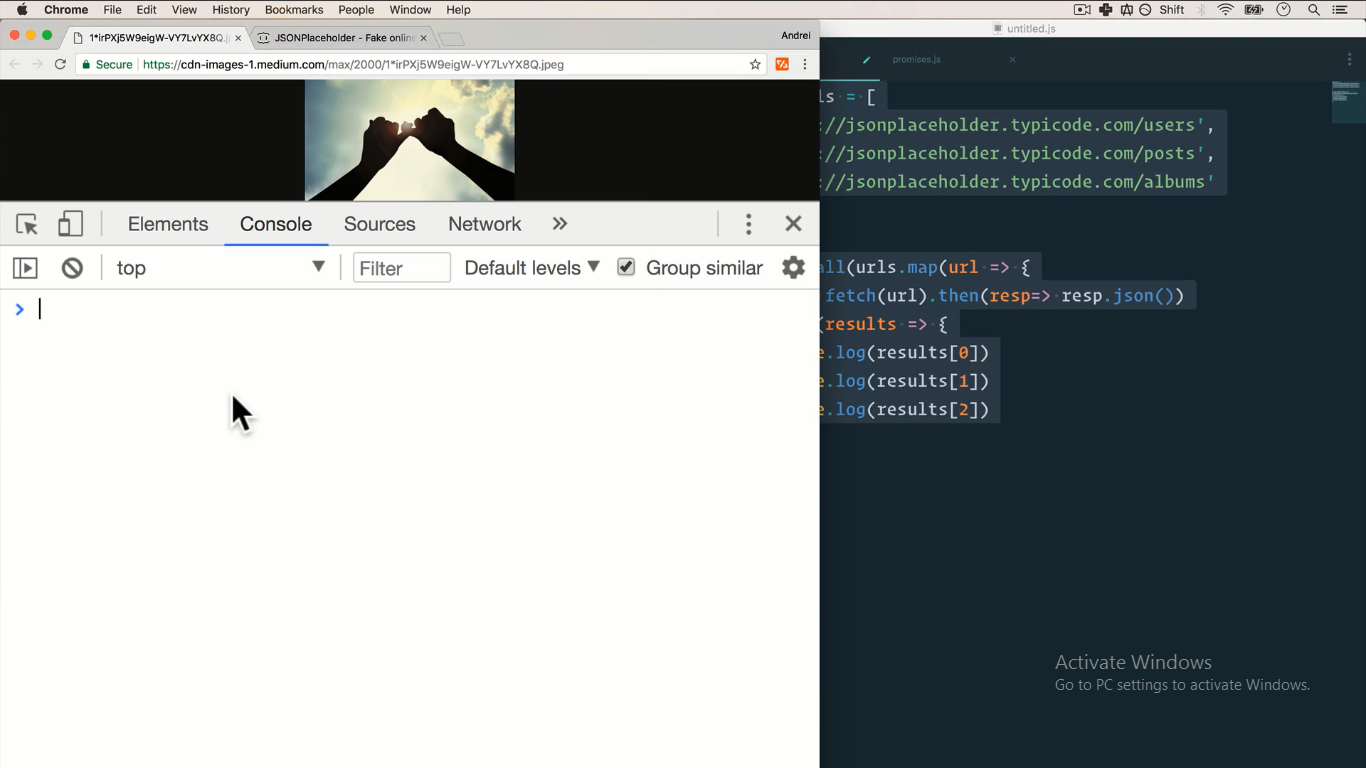 Chrome File Edit View History Bookmarks People Window Help Shift
untitled.js
1*irPXj5W9eigW-VY7LvYX8Q.j × JSONPlaceholder - Fake online × Andrei
Secure https://cdn-images-1.medium.com/max/2000/1*irPXj5W9eigW-VY7LvYX8Q.jpeg
promises.js ×
ls = [
://jsonplaceholder.typicode.com/users',
://jsonplaceholder.typicode.com/posts',
://jsonplaceholder.typicode.com/albums'
Elements Console Sources Network »
top Filter Default levels Group similar
all(urls.map(url => {
fetch(url).then(resp=> resp.json())
(results => {
e.log(results[0])
e.log(results[1])
e.log(results[2])
Activate Windows
Go to PC settings to activate Windows.